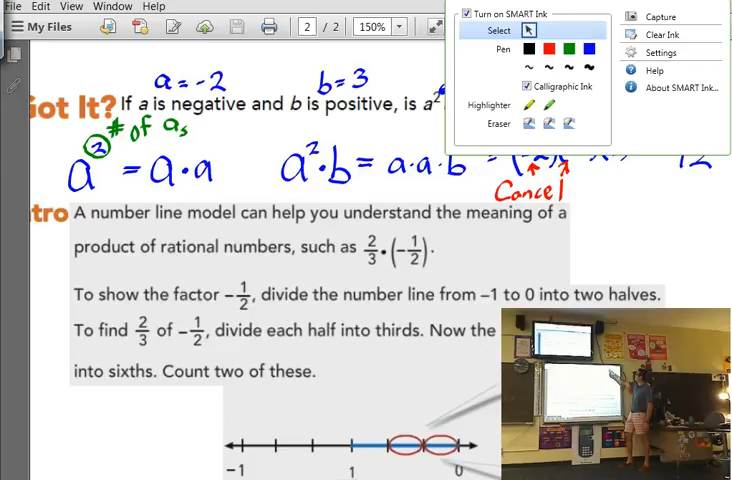 File Edit View Window Help
My Files 2 / 2 150%
Turn on SMART Ink
Select
Pen
Calligraphic Ink
Highlighter
Eraser
Capture
Clear Ink
Settings
Help
About SMART Ink...
a = -2 b = 3
Got It? If a is negative and b is positive, is a²
# of as
a² = a · a a² · b = a · a · b = 12
Cancel
tro A number line model can help you understand the meaning of a
product of rational numbers, such as 2/3 · (−1/2).
To show the factor −1/2, divide the number line from −1 to 0 into two halves.
To find 2/3 of −1/2, divide each half into thirds. Now the
into sixths. Count two of these.
−1 1 0